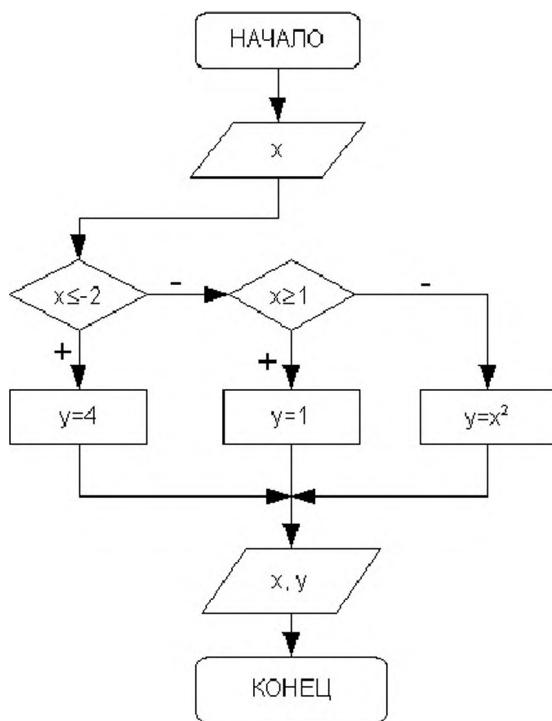 НАЧАЛО
x
x≤-2
-
x≥1
-
+
+
y=4
y=1
y=x²
x, y
КОНЕЦ